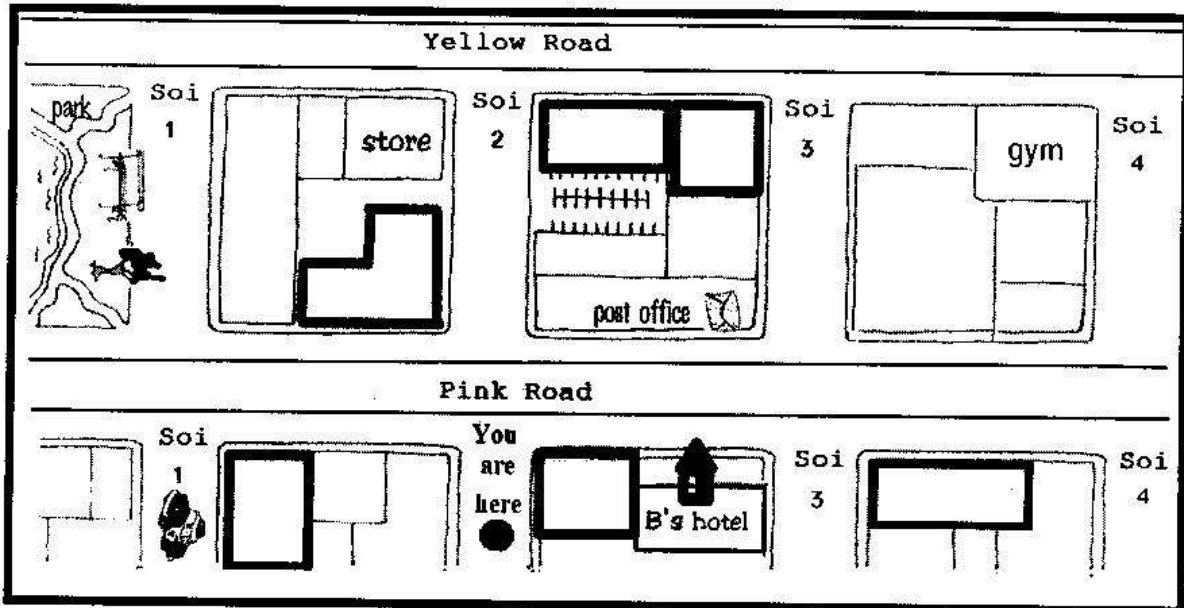 Yellow Road
park
Soi
1
store
Soi
2
Soi
3
gym
Soi
4
post office
Pink Road
Soi
1
You
are
here
B's hotel
Soi
3
Soi
4